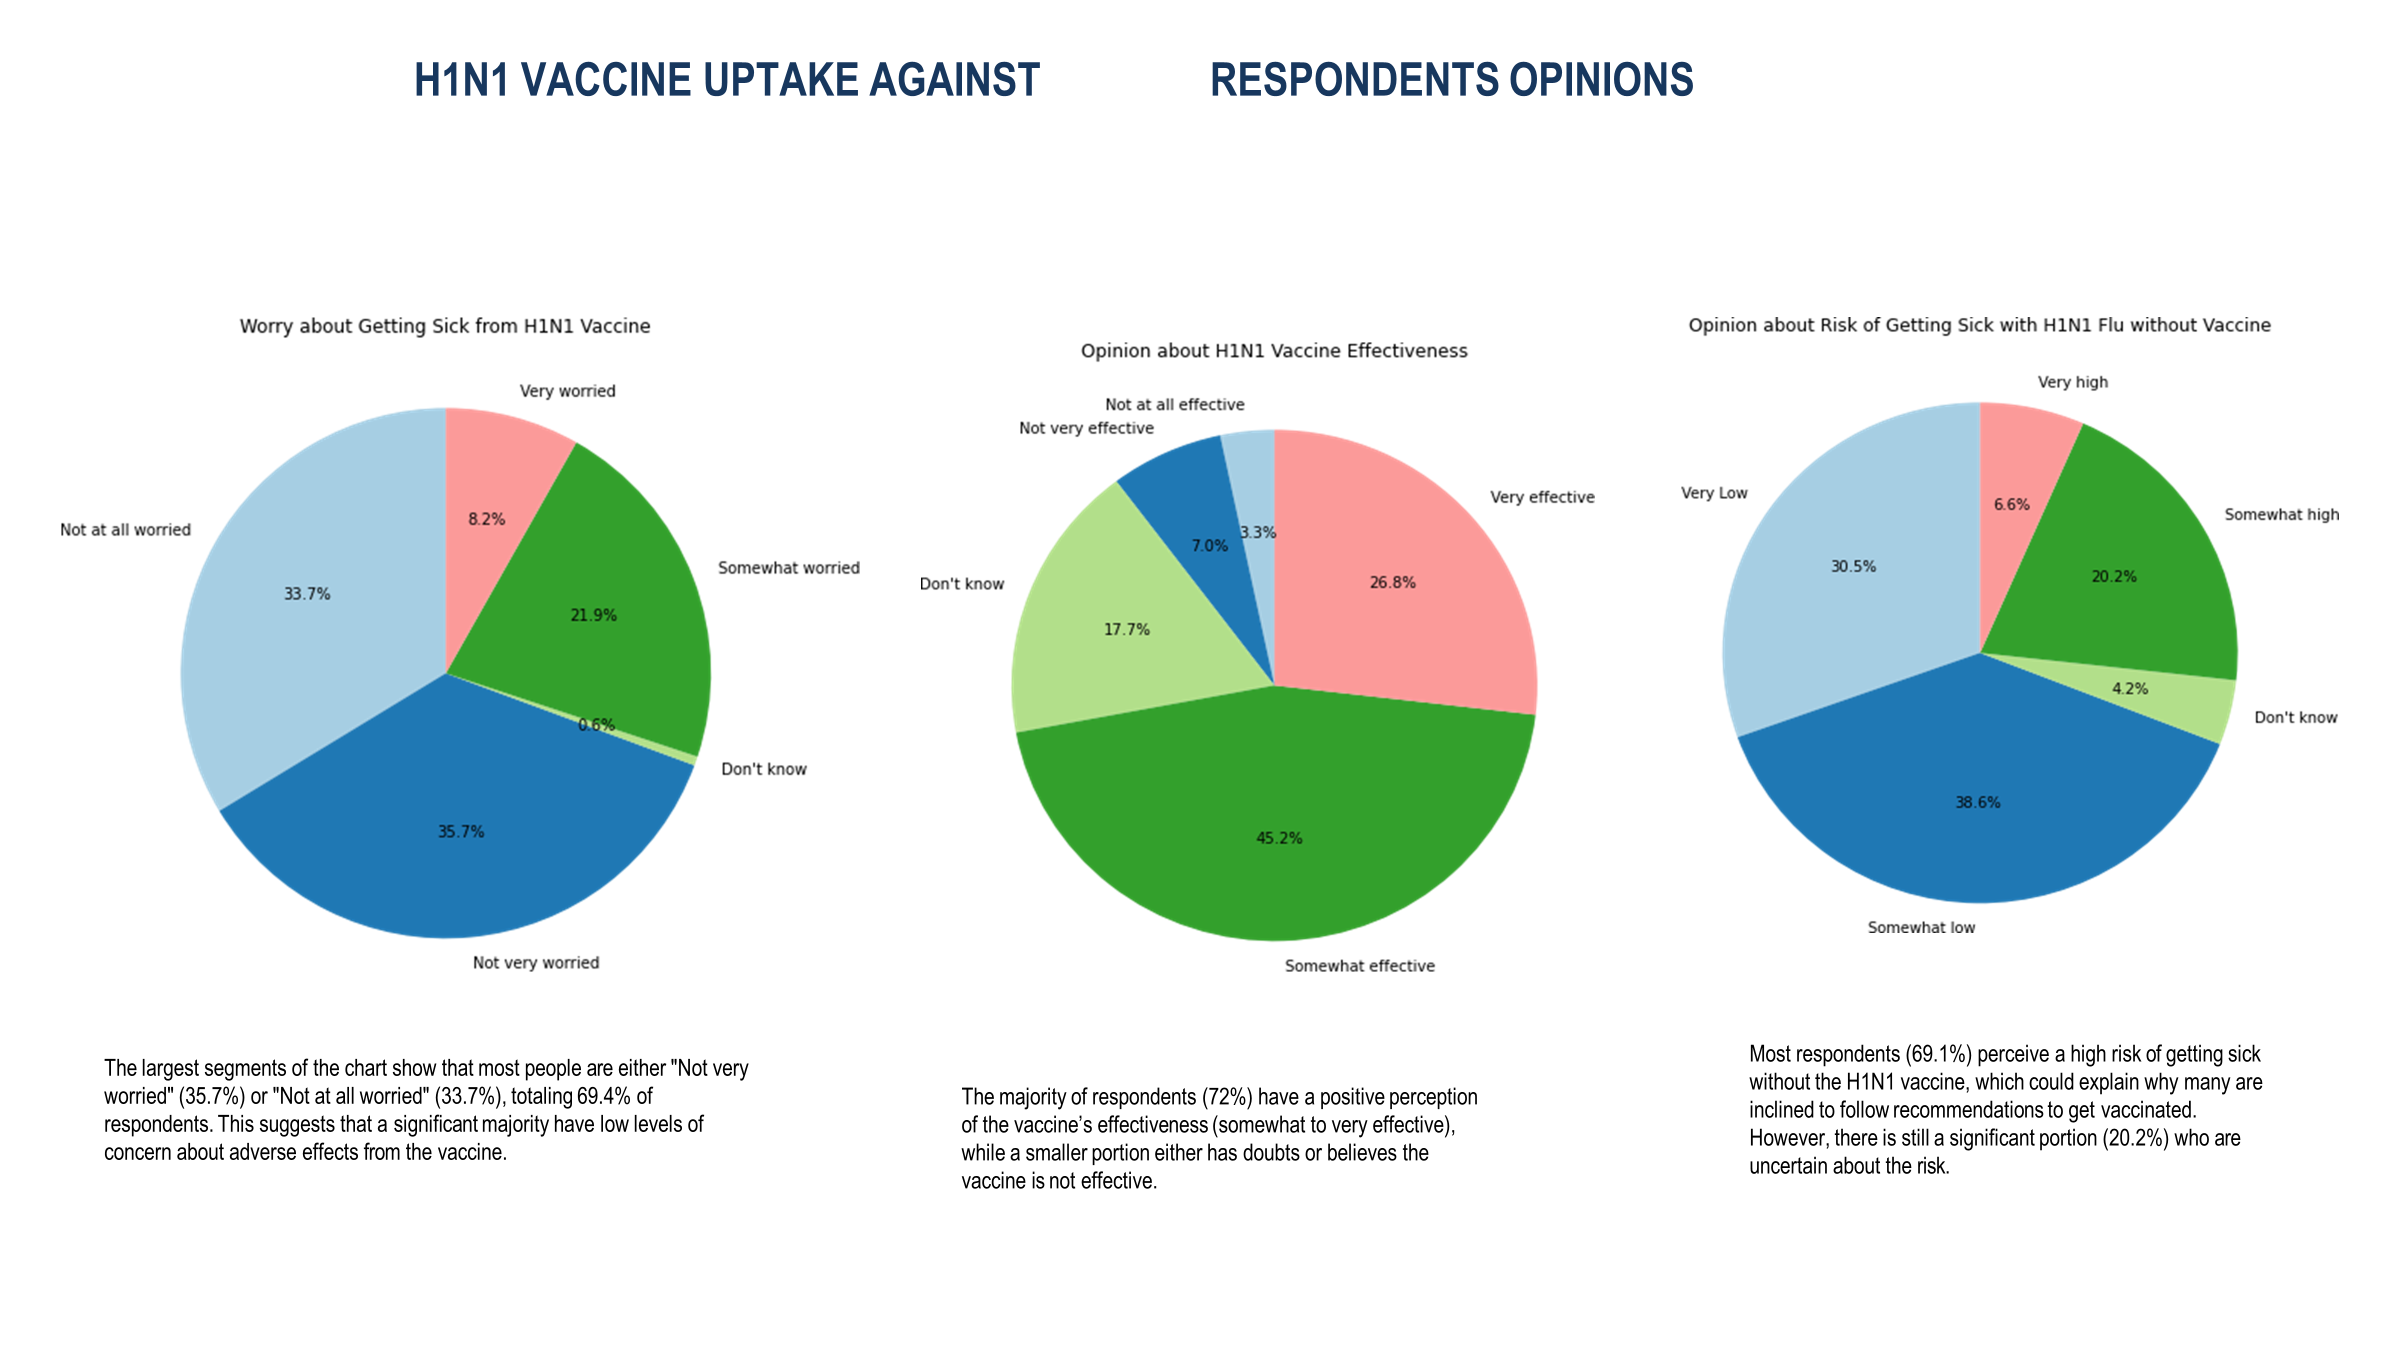 H1N1 VACCINE UPTAKE AGAINST RESPONDENTS OPINIONS
Worry about Getting Sick from H1N1 Vaccine
Very worried
Not at all worried
8.2%
Somewhat worried
33.7%
21.9%
0.6%
Don't know
35.7%
Not very worried
The largest segments of the chart show that most people are either "Not very
worried" (35.7%) or "Not at all worried" (33.7%), totaling 69.4% of
respondents. This suggests that a significant majority have low levels of
concern about adverse effects from the vaccine.
Opinion about H1N1 Vaccine Effectiveness
Not at all effective
Not very effective
Very effective
3.3%
7.0%
Don't know
26.8%
17.7%
45.2%
Somewhat effective
The majority of respondents (72%) have a positive perception
of the vaccine’s effectiveness (somewhat to very effective),
while a smaller portion either has doubts or believes the
vaccine is not effective.
Opinion about Risk of Getting Sick with H1N1 Flu without Vaccine
Very high
Very Low
6.6%
Somewhat high
30.5%
20.2%
4.2%
Don't know
38.6%
Somewhat low
Most respondents (69.1%) perceive a high risk of getting sick
without the H1N1 vaccine, which could explain why many are
inclined to follow recommendations to get vaccinated.
However, there is still a significant portion (20.2%) who are
uncertain about the risk.